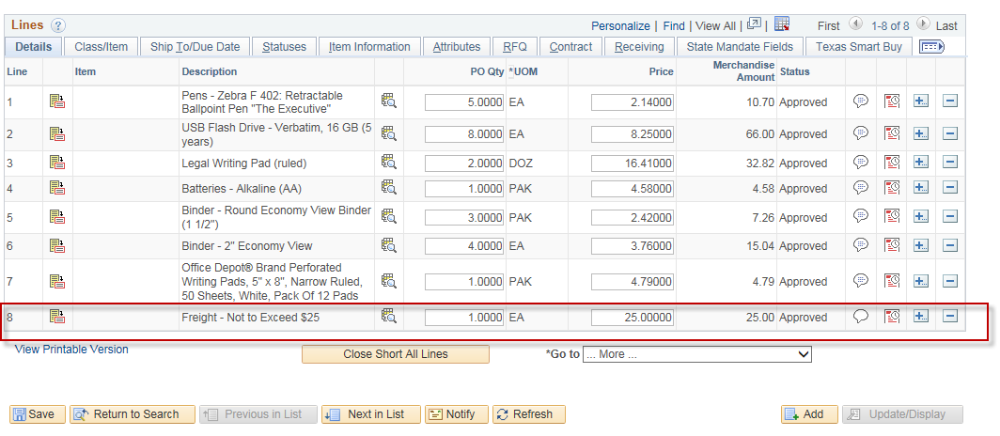 Lines ? Personalize | Find | View All | | First 1-8 of 8 Last
Details Class/Item Ship To/Due Date Statuses Item Information Attributes RFQ Contract Receiving State Mandate Fields Texas Smart Buy
Line Item Description PO Qty *UOM Price Merchandise Amount Status
1 Pens - Zebra F 402: Retractable
Ballpoint Pen "The Executive" 5.0000 EA 2.14000 10.70 Approved
2 USB Flash Drive - Verbatim, 16 GB (5
years) 8.0000 EA 8.25000 66.00 Approved
3 Legal Writing Pad (ruled) 2.0000 DOZ 16.41000 32.82 Approved
4 Batteries - Alkaline (AA) 1.0000 PAK 4.58000 4.58 Approved
5 Binder - Round Economy View Binder
(1 1/2") 3.0000 PAK 2.42000 7.26 Approved
6 Binder - 2" Economy View 4.0000 EA 3.76000 15.04 Approved
7 Office Depot® Brand Perforated
Writing Pads, 5" x 8", Narrow Ruled,
50 Sheets, White, Pack Of 12 Pads 1.0000 PAK 4.79000 4.79 Approved
8 Freight - Not to Exceed $25 1.0000 EA 25.00000 25.00 Approved
View Printable Version Close Short All Lines *Go to ... More ...
Save Return to Search Previous in List Next in List Notify Refresh Add Update/Display